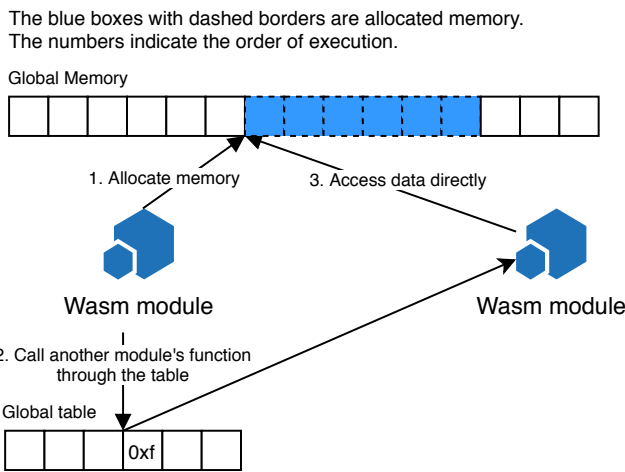 The blue boxes with dashed borders are allocated memory.
The numbers indicate the order of execution.
Global Memory
1. Allocate memory
3. Access data directly
Wasm module
Wasm module
2. Call another module's function
through the table
Global table
0xf